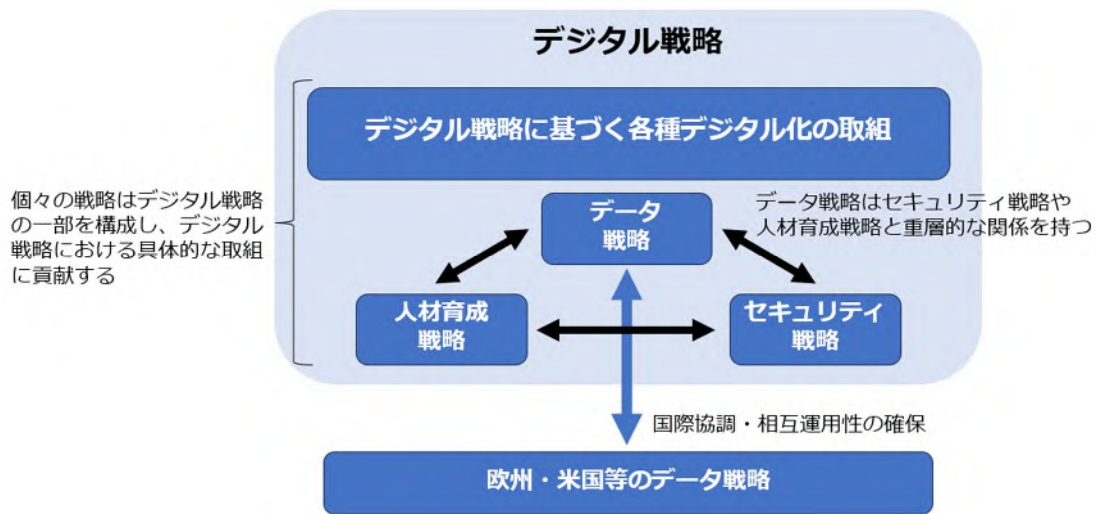 デジタル戦略
デジタル戦略に基づく各種デジタル化の取組
個々の戦略はデジタル戦略
の一部を構成し、デジタル
戦略における具体的な取組
に貢献する
データ
戦略
データ戦略はセキュリティ戦略や
人材育成戦略と重層的な関係を持つ
人材育成
戦略
セキュリティ
戦略
国際協調・相互運用性の確保
欧州・米国等のデータ戦略